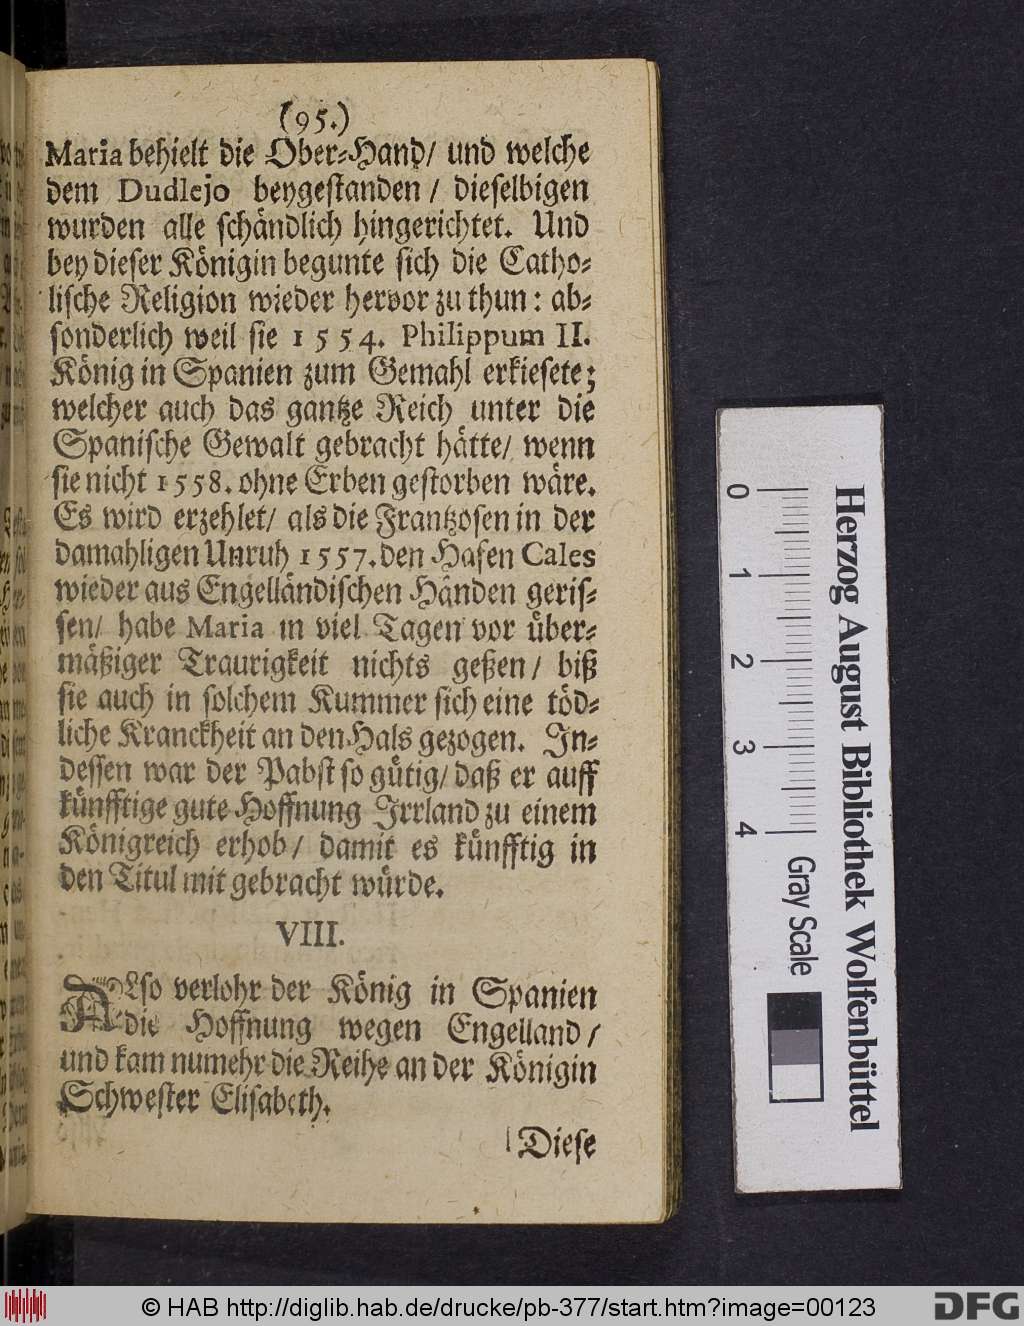 (95.)
Maria behielt die Ober-Hand/ und welche
dem Dudlejo beygestanden / dieselbigen
wurden alle schändlich hingerichtet. Und
bey dieser Königin begunte sich die Catho-
lische Religion wieder hervor zu thun: ab-
sonderlich weil sie 1554. Philippum II.
König in Spanien zum Gemahl erkiesete;
welcher auch das gantze Reich unter die
Spanische Gewalt gebracht hätte/ wenn
sie nicht 1558. ohne Erben gestorben wäre.
Es wird erzehlet/ als die Frantzosen in der
damahligen Unruh 1557. den Hafen Cales
wieder aus Engelländischen Händen geris-
sen/ habe Maria in viel Tagen vor über-
mäßiger Traurigkeit nichts geßen / biß
sie auch in solchem Kummer sich eine töd-
liche Kranckheit an den Hals gezogen. In-
dessen war der Pabst so gütig/ daß er auff
künfftige gute Hoffnung Irrland zu einem
Königreich erhob / damit es künfftig in
den Titul mit gebracht würde.
VIII.
ALso verlohr der König in Spanien
die Hoffnung wegen Engelland /
und kam numehr die Reihe an der Königin
Schwester Elisabeth.
Diese
0 1 2 3 4
Gray Scale
Herzog August Bibliothek Wolfenbüttel
© HAB http://diglib.hab.de/drucke/pb-377/start.htm?image=00123
DFG